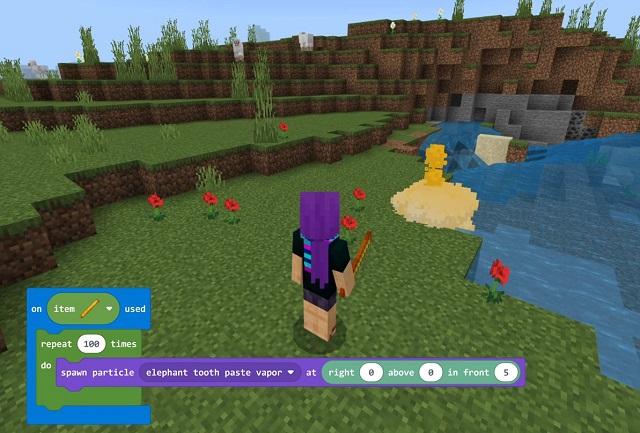 on item used
repeat 100 times
do spawn particle elephant tooth paste vapor at right 0 above 0 in front 5